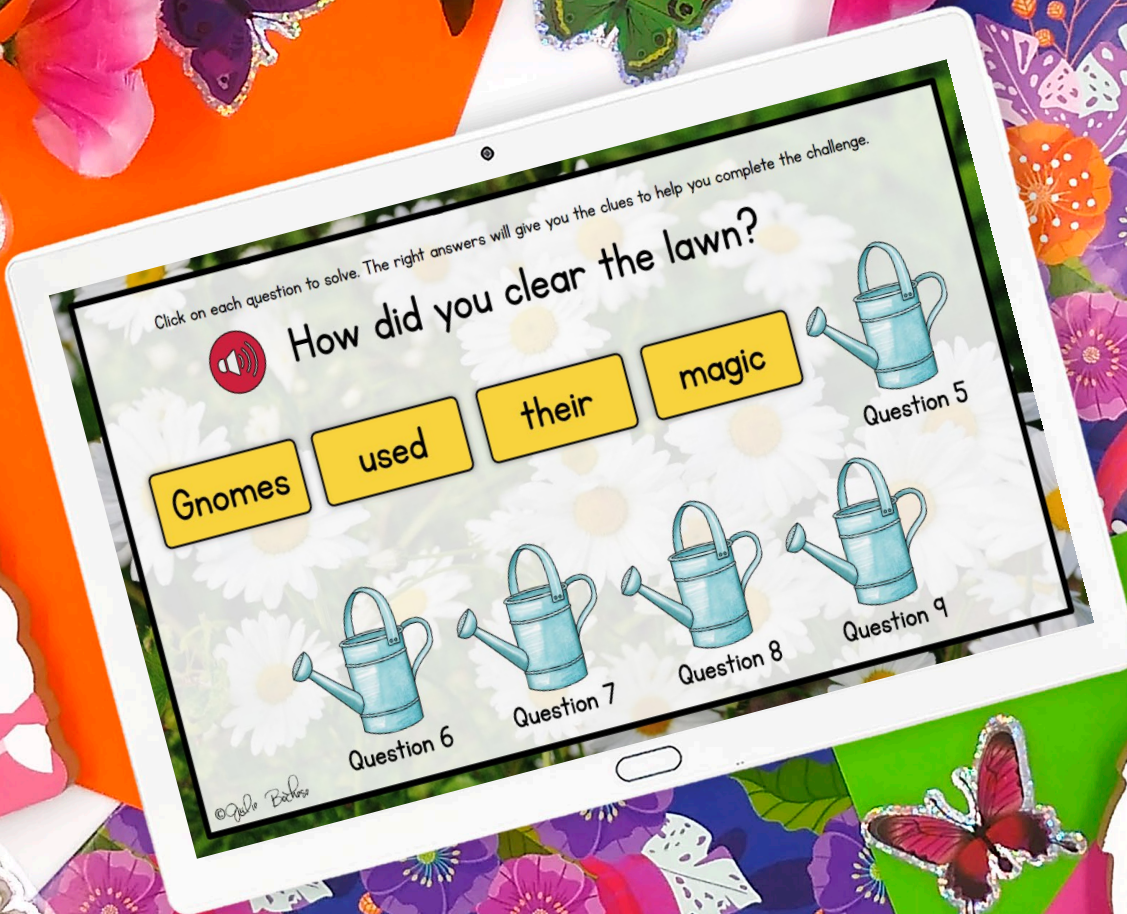 Click on each question to solve. The right answers will give you the clues to help you complete the challenge.
How did you clear the lawn?
Gnomes used their magic
Question 5
Question 6 Question 7 Question 8 Question 9